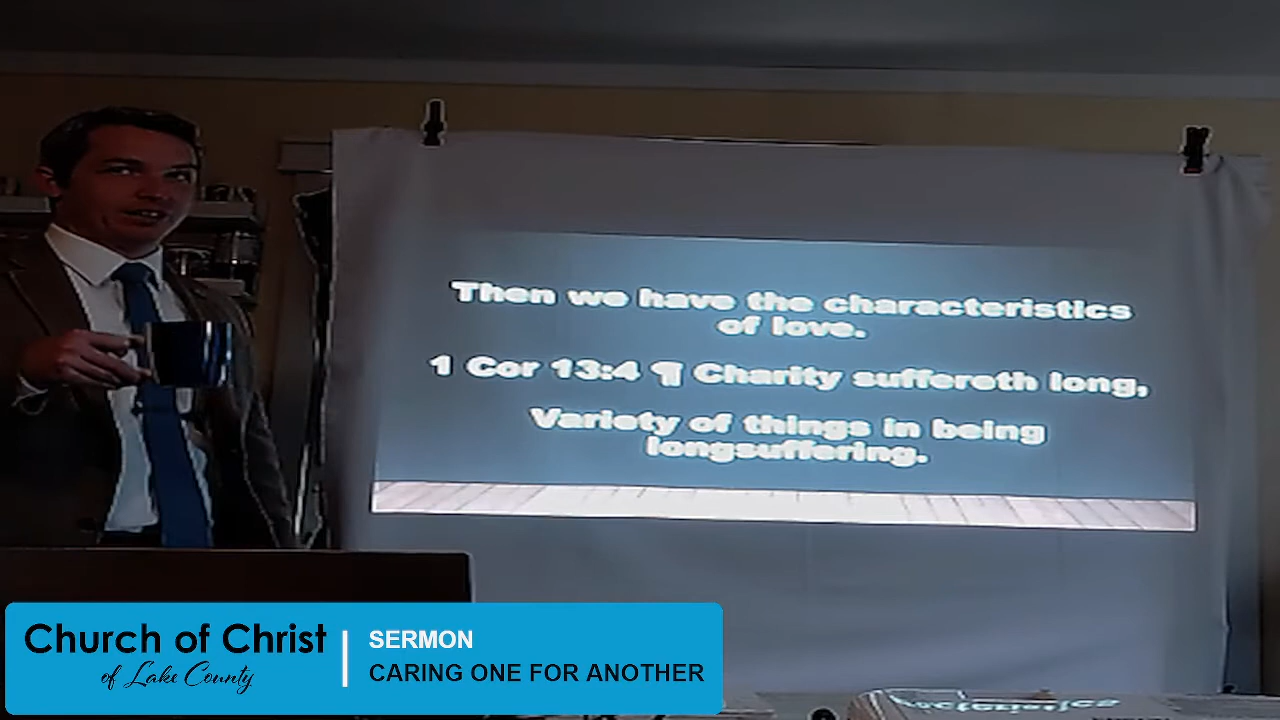 Then we have the characteristics
of love.
1 Cor 13:4 ¶ Charity suffereth long,
Variety of things in being
longsuffering.
Church of Christ
of Lake County
SERMON
CARING ONE FOR ANOTHER